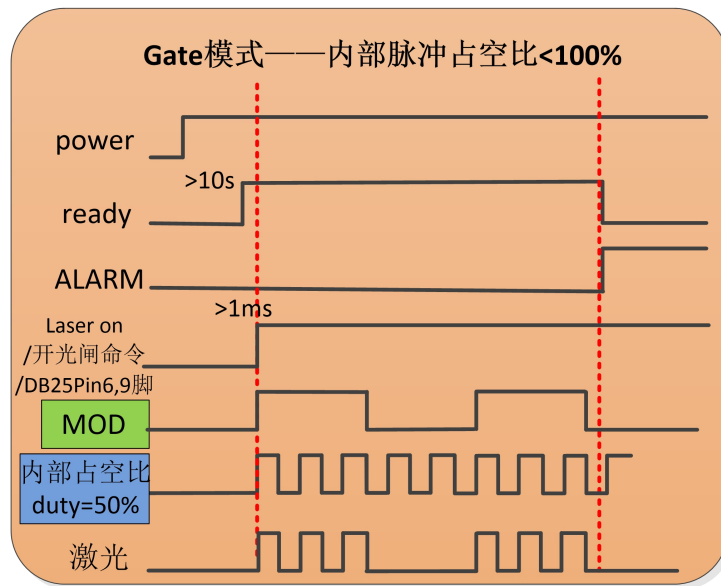 Gate模式——内部脉冲占空比<100%
power
>10s
ready
ALARM
>1ms
Laser on
/开光闸命令
/DB25Pin6,9脚
MOD
内部占空比
duty=50%
激光